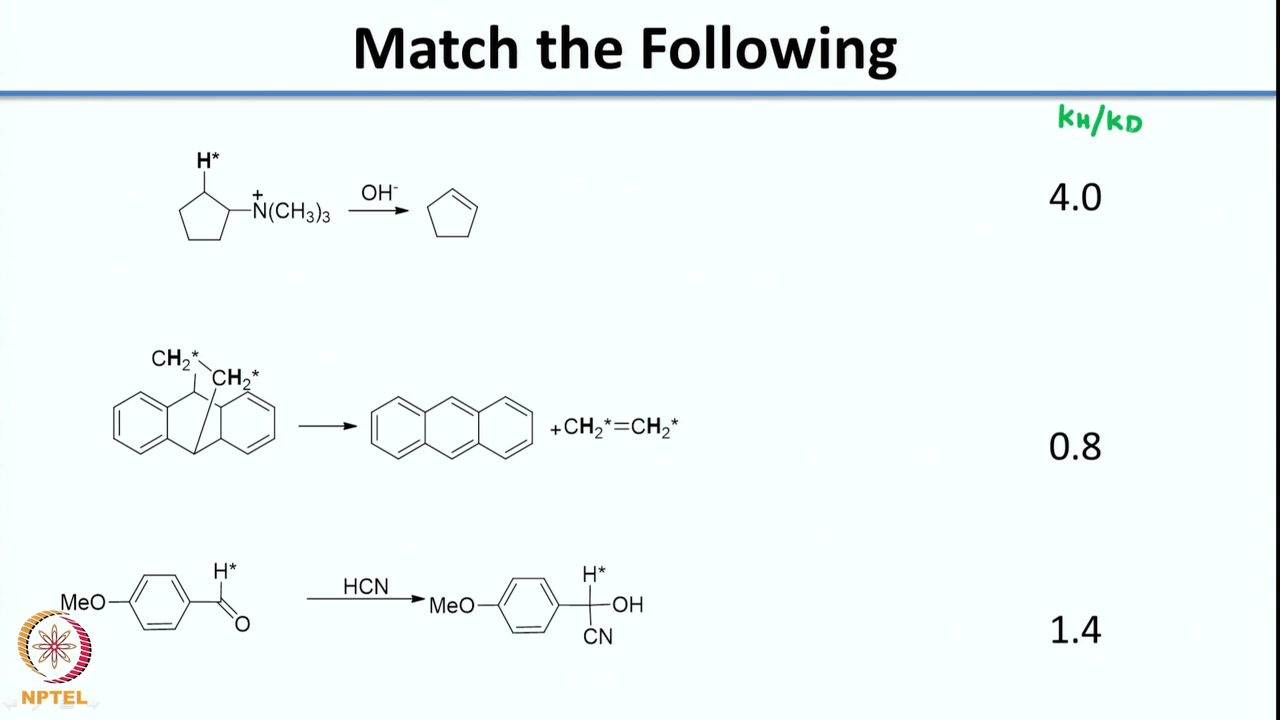 Match the Following
KH/KD
H*
+
N(CH3)3
OH-
4.0
CH2*
CH2*
+CH2*=CH2*
0.8
H*
MeO
O
HCN
H*
MeO
OH
CN
1.4
NPTEL